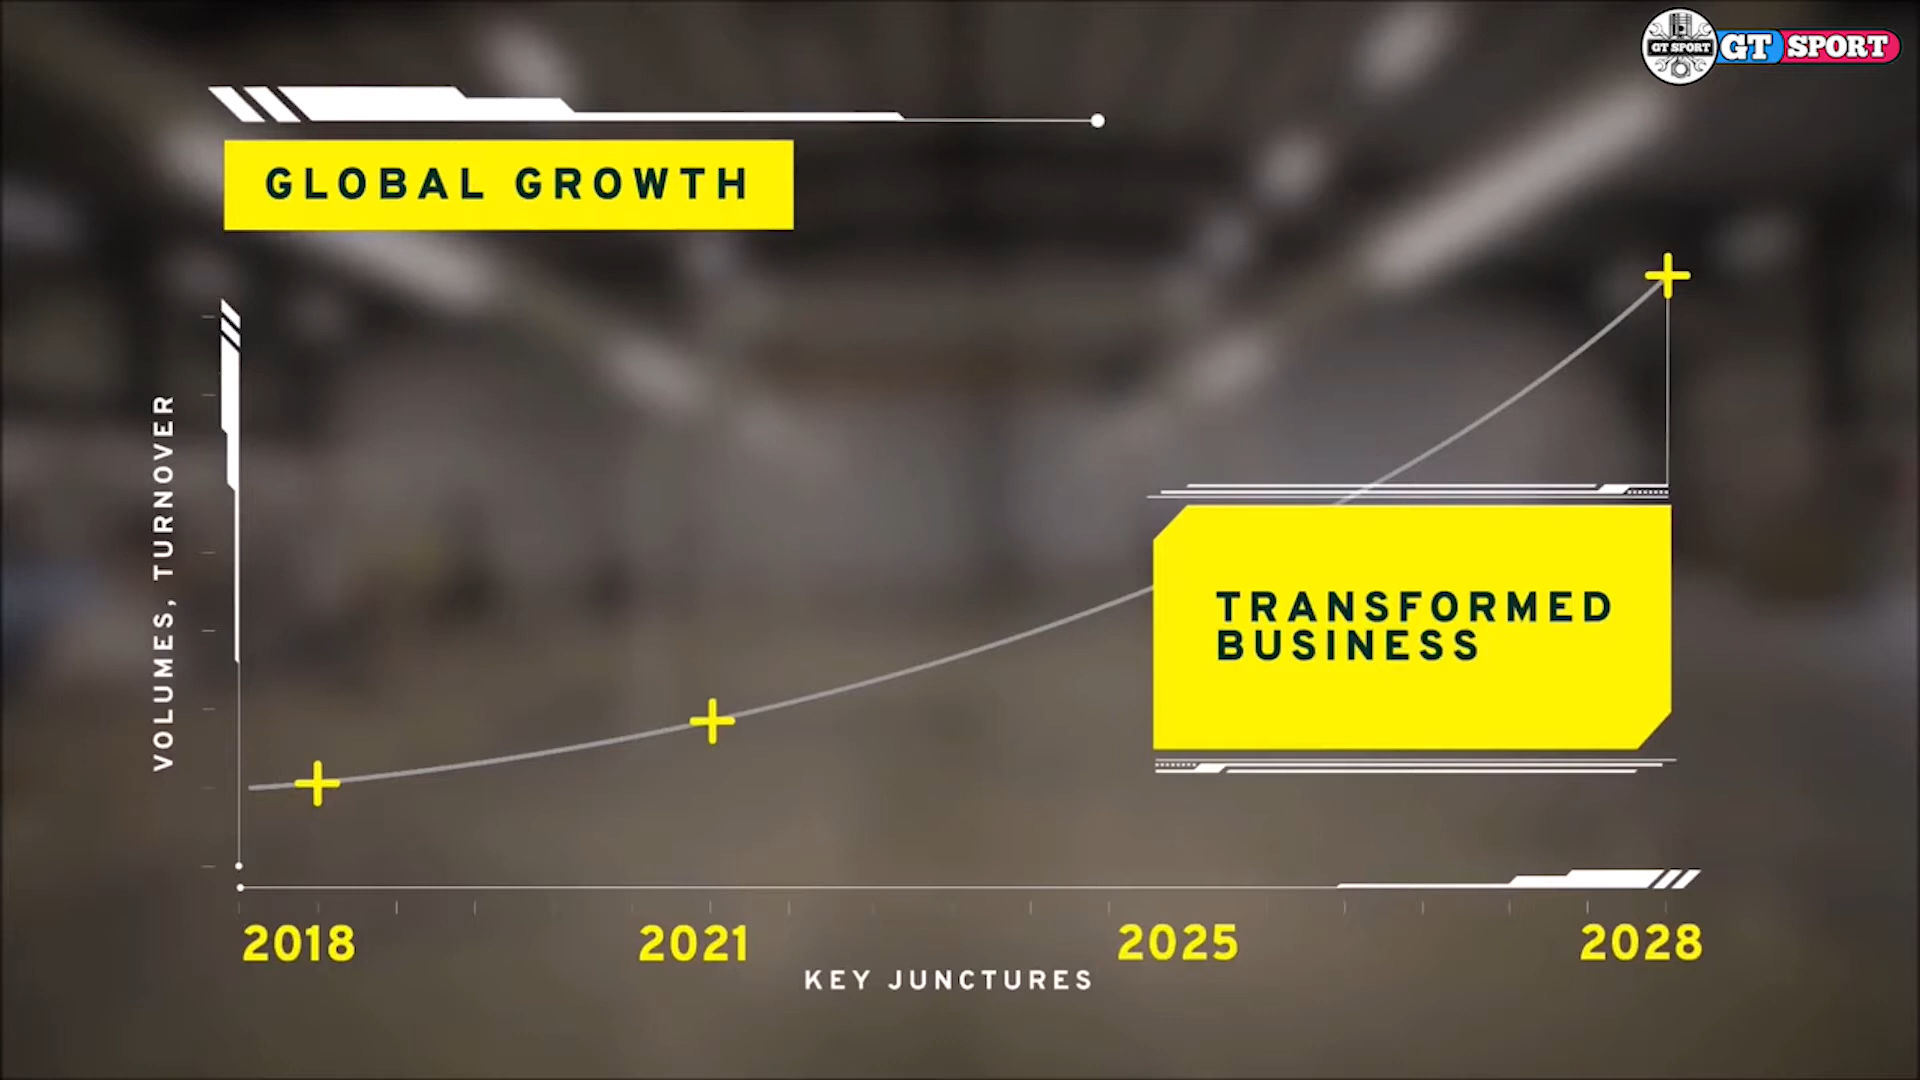 GT SPORT
GT SPORT
GLOBAL GROWTH
VOLUMES, TURNOVER
TRANSFORMED
BUSINESS
2018
2021
2025
2028
KEY JUNCTURES